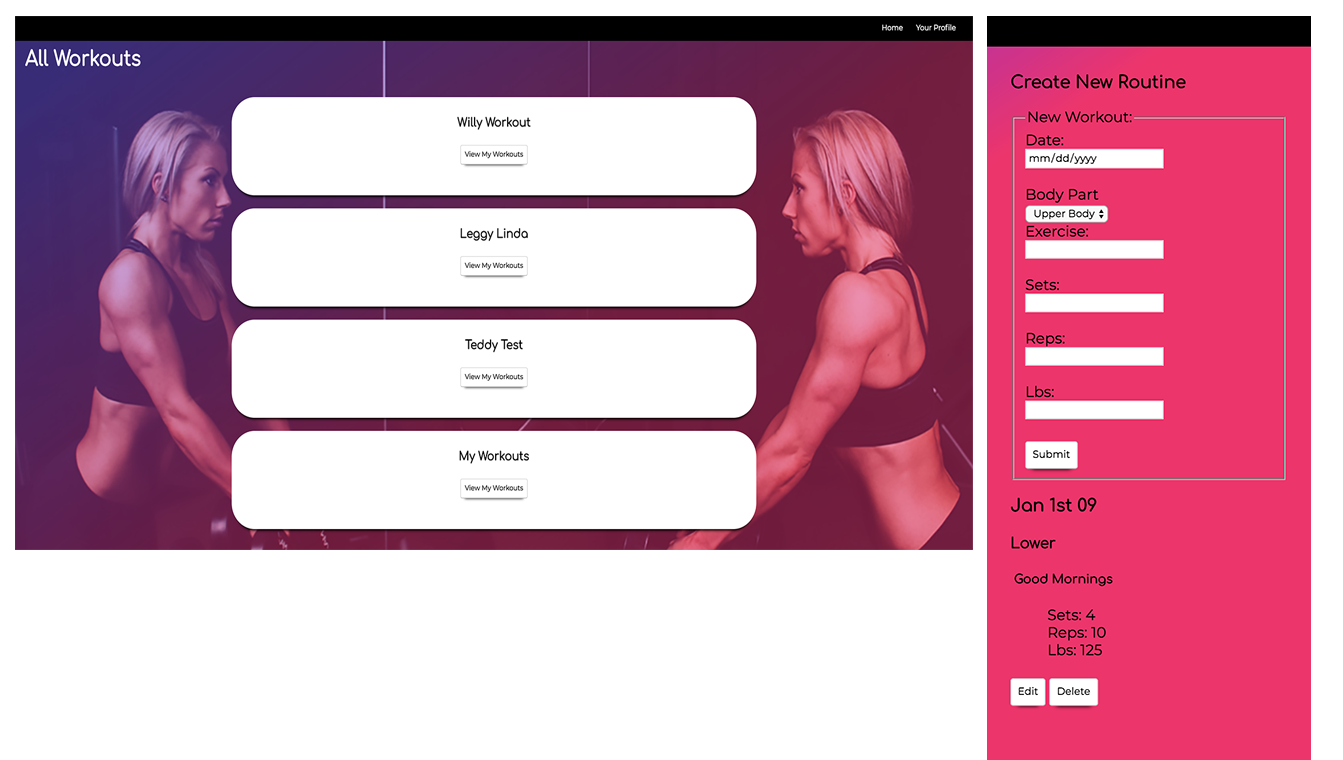 Home Your Profile
All Workouts
Willy Workout
View My Workouts
Leggy Linda
View My Workouts
Teddy Test
View My Workouts
My Workouts
View My Workouts
Create New Routine
New Workout:
Date:
mm/dd/yyyy
Body Part
Upper Body
Exercise:
Sets:
Reps:
Lbs:
Submit
Jan 1st 09
Lower
Good Mornings
Sets: 4
Reps: 10
Lbs: 125
Edit Delete